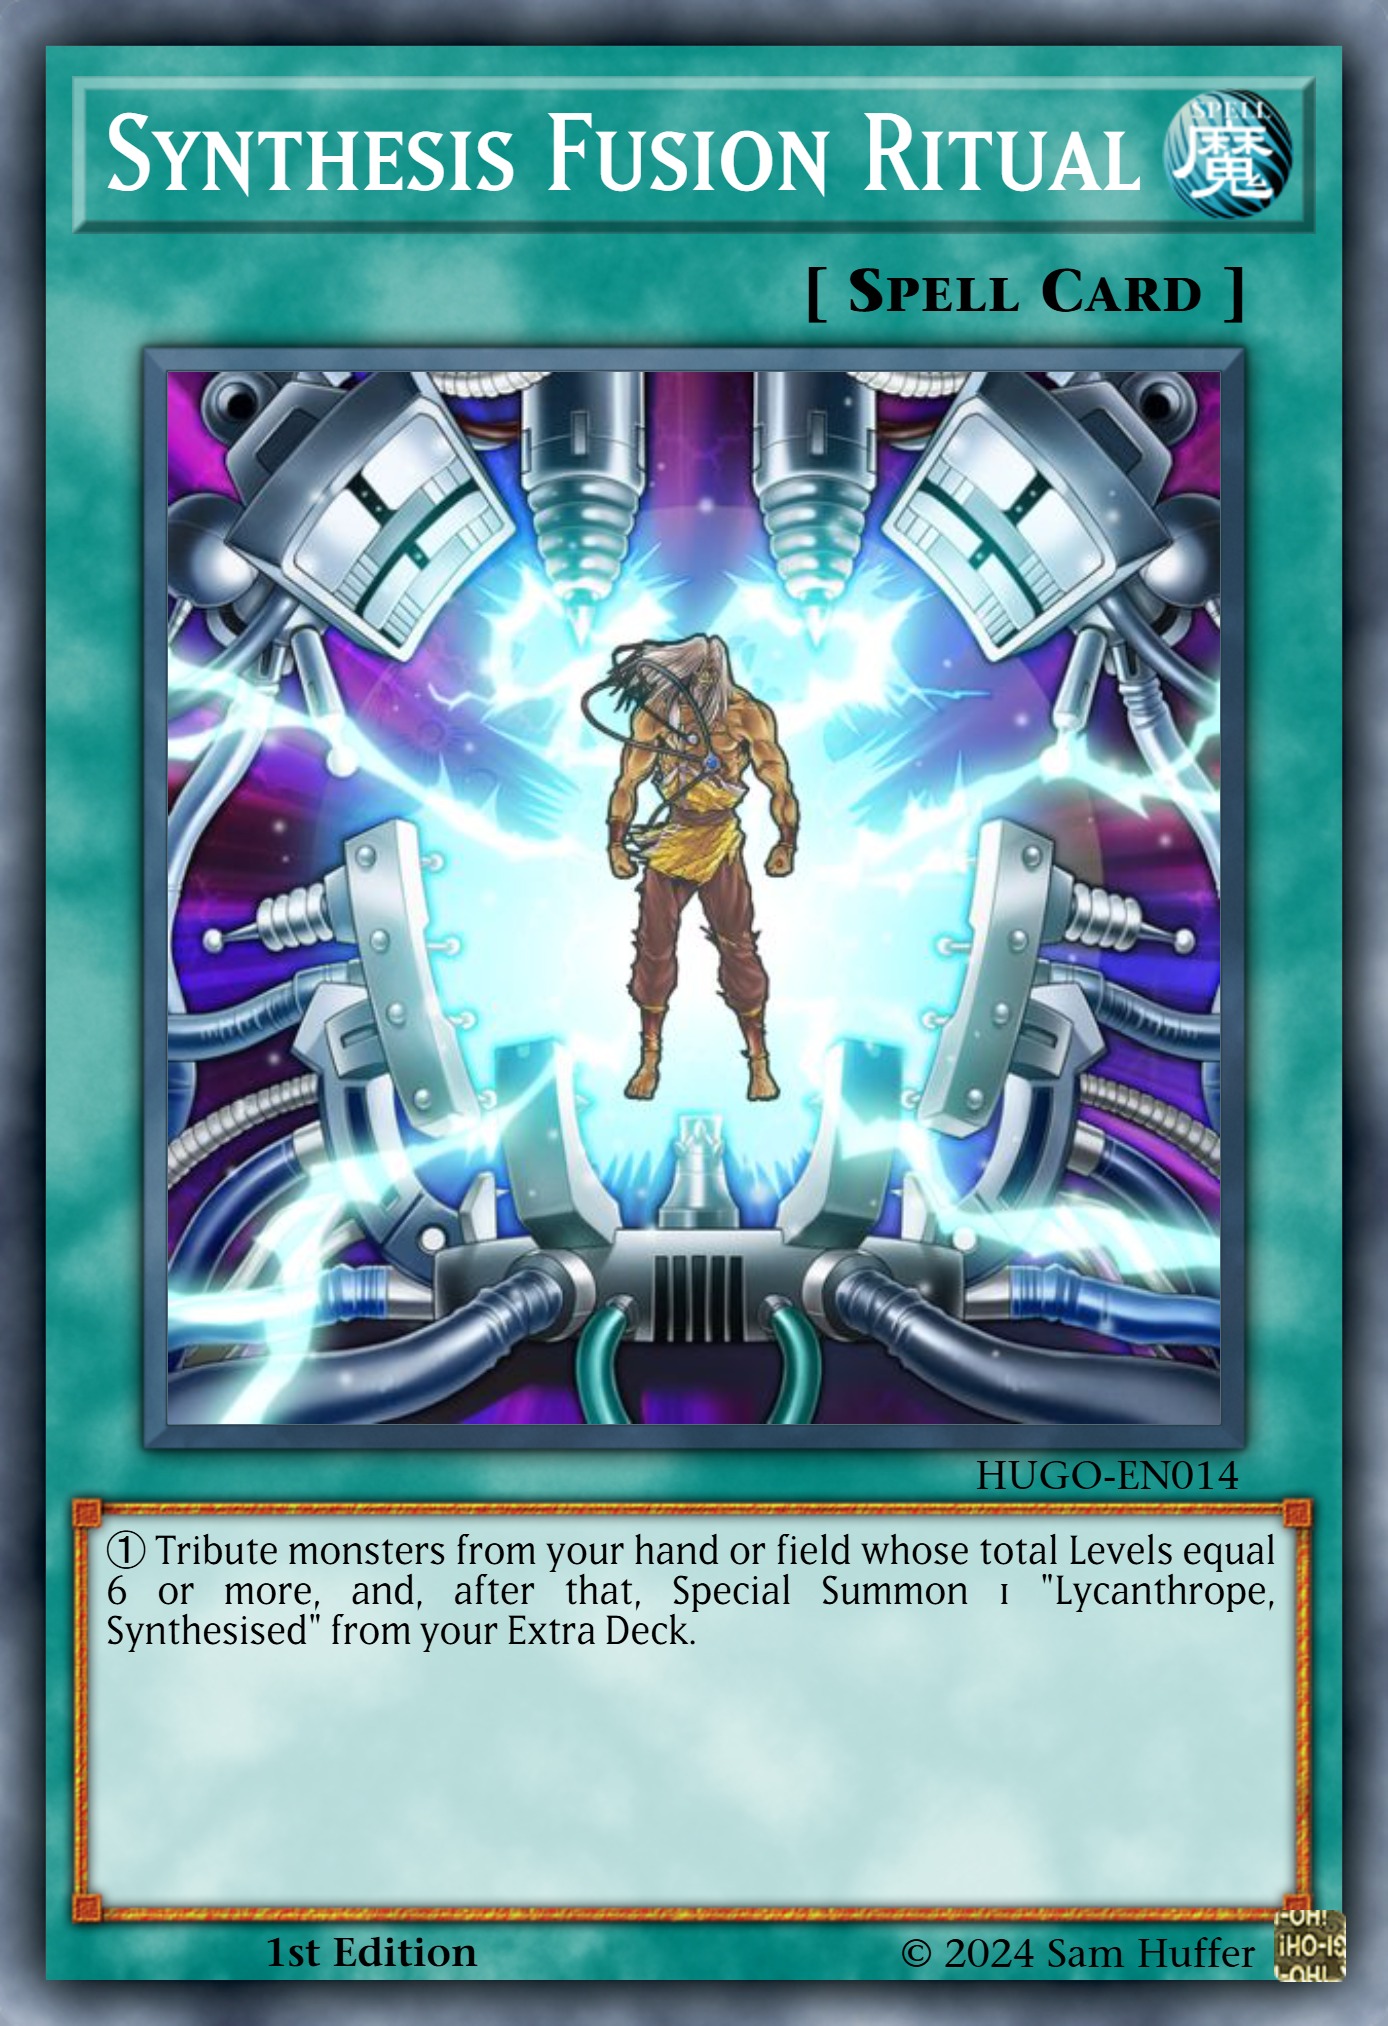 Synthesis Fusion Ritual
SPELL
魔
[ Spell Card ]
HUGO-EN014
① Tribute monsters from your hand or field whose total Levels equal
6 or more, and, after that, Special Summon 1 "Lycanthrope,
Synthesised" from your Extra Deck.
1st Edition
© 2024 Sam Huffer
-OH!
-OH!